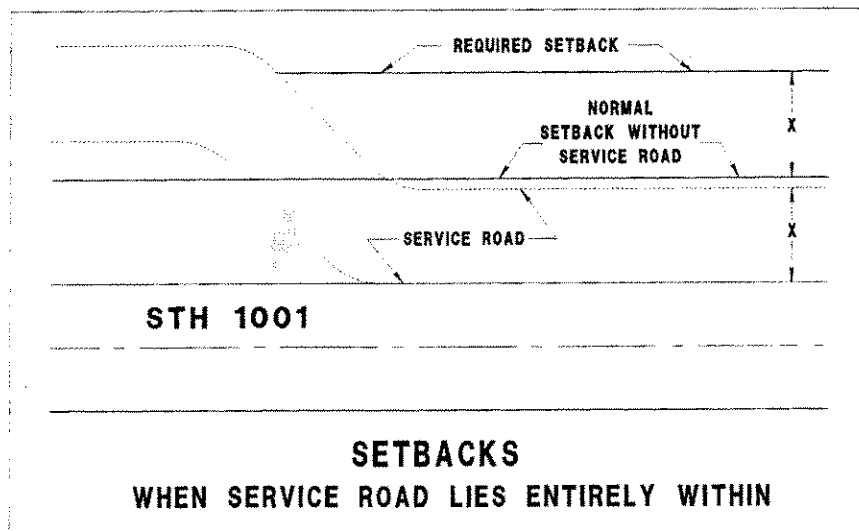 REQUIRED SETBACK
NORMAL
SETBACK WITHOUT
SERVICE ROAD
X
X
SERVICE ROAD
STH 1001
SETBACKS
WHEN SERVICE ROAD LIES ENTIRELY WITHIN